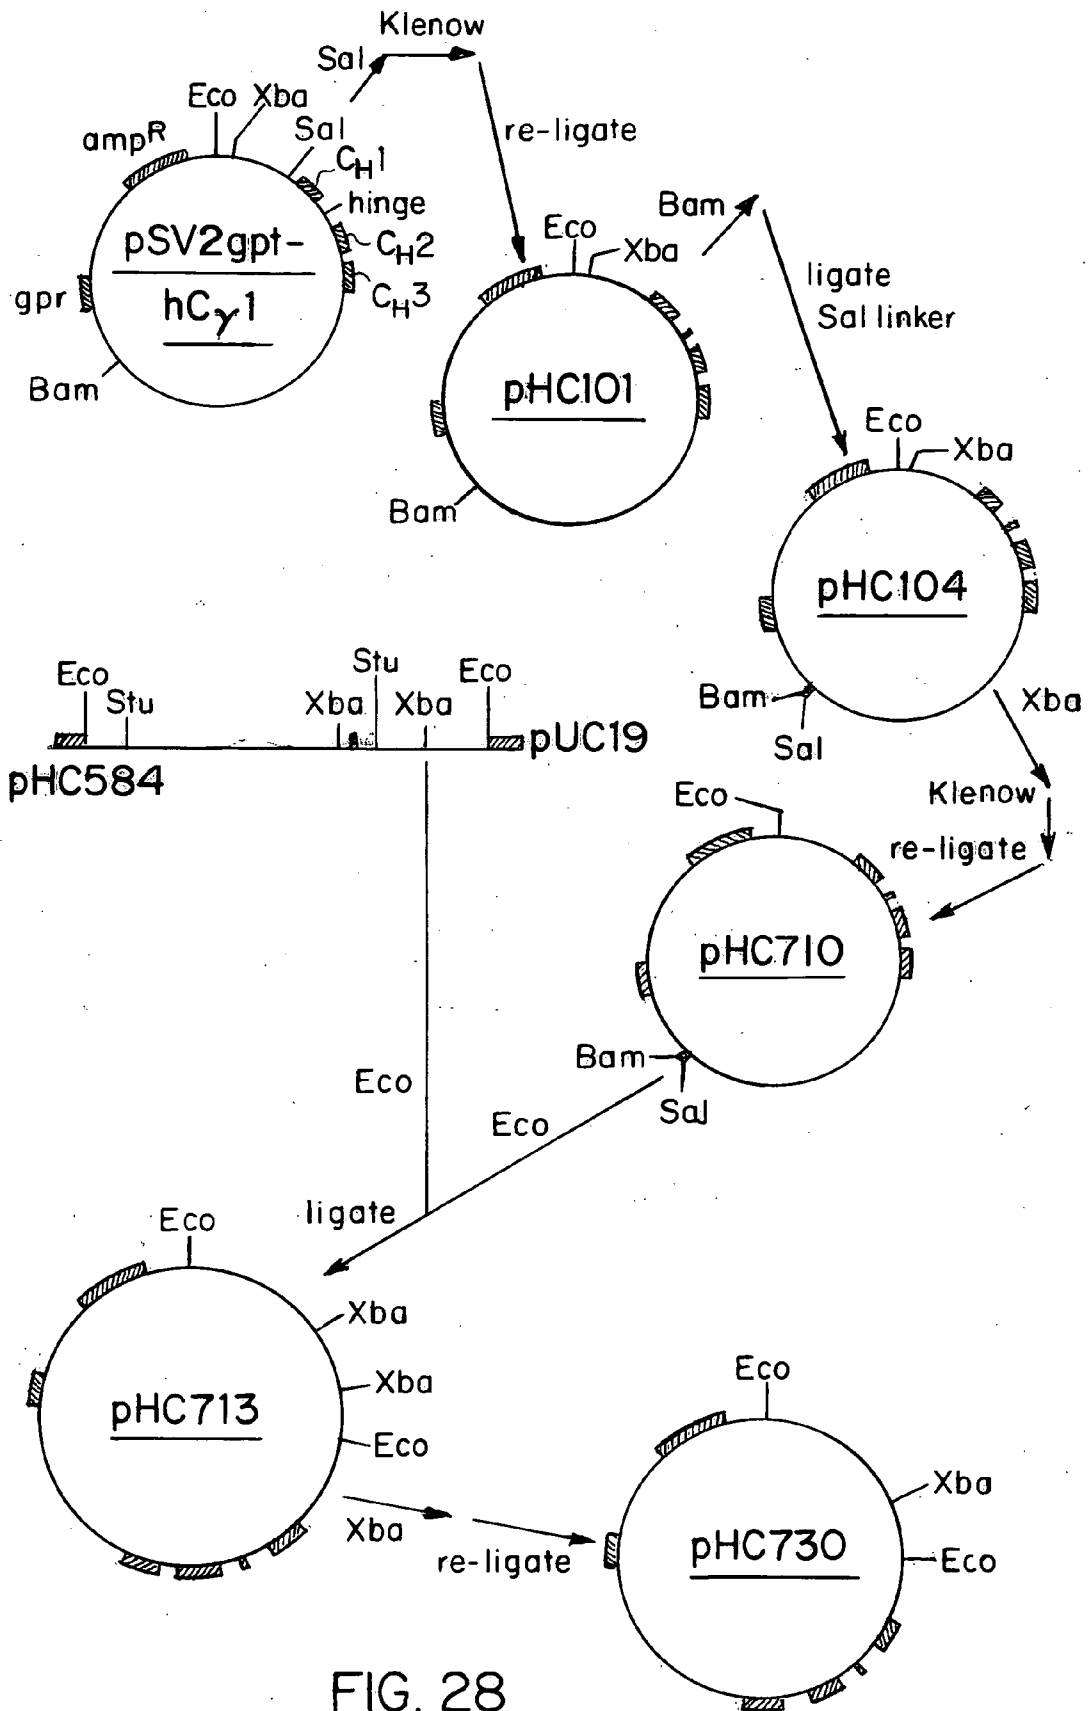 Klenow
Sal
re-ligate
Eco Xba
Sal
ampR
CH1
hinge
CH2
CH3
pSV2gpt-
hCγ1
gpr
Bam
Eco
Xba
Bam
ligate
Sal linker
pHC101
Bam
Eco
Xba
pHC104
Bam
Sal
Xba
Klenow
re-ligate
Eco
Stu
Xba
Stu
Xba
Eco
pUC19
pHC584
Eco
pHC710
Bam
Sal
Eco
Eco
ligate
Eco
Xba
Xba
Eco
pHC713
Xba
re-ligate
Eco
Xba
Eco
pHC730
FIG. 28